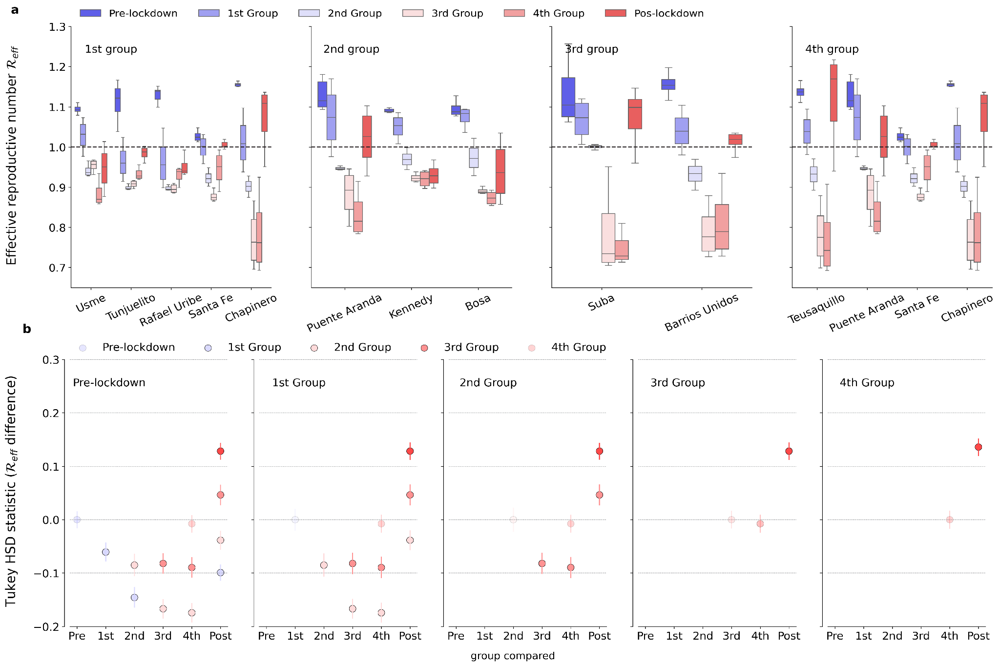 a
Pre-lockdown 1st Group 2nd Group 3rd Group 4th Group Pos-lockdown
Effective reproductive number ℛeff
1.3
1.2
1.1
1.0
0.9
0.8
0.7
1st group 2nd group 3rd group 4th group
Usme Tunjuelito Rafael Uribe Santa Fe Chapinero
Puente Aranda Kennedy Bosa
Suba Barrios Unidos
Teusaquillo Puente Aranda Santa Fe Chapinero
b
Pre-lockdown 1st Group 2nd Group 3rd Group 4th Group
Tukey HSD statistic (ℛeff difference)
0.3
0.2
0.1
0.0
−0.1
−0.2
Pre-lockdown 1st Group 2nd Group 3rd Group 4th Group
Pre 1st 2nd 3rd 4th Post
Pre 1st 2nd 3rd 4th Post
Pre 1st 2nd 3rd 4th Post
Pre 1st 2nd 3rd 4th Post
Pre 1st 2nd 3rd 4th Post
group compared